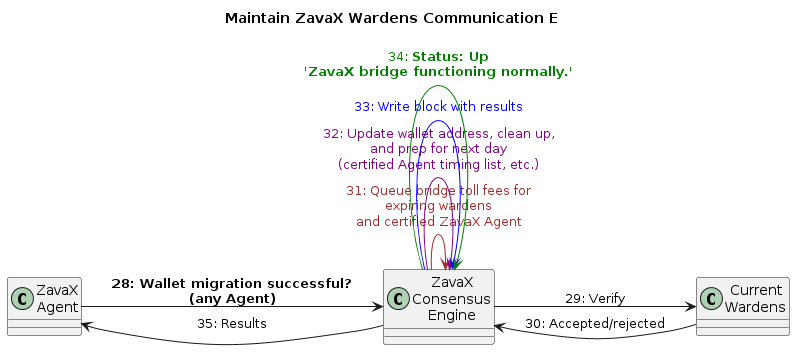 Maintain ZavaX Wardens Communication E
34: Status: Up
'ZavaX bridge functioning normally.'
33: Write block with results
32: Update wallet address, clean up,
and prep for next day
(certified Agent timing list, etc.)
31: Queue bridge toll fees for
expiring wardens
and certified ZavaX Agent
C
ZavaX
Agent
28: Wallet migration successful?
(any Agent)
35: Results
C
ZavaX
Consensus
Engine
29: Verify
30: Accepted/rejected
C
Current
Wardens